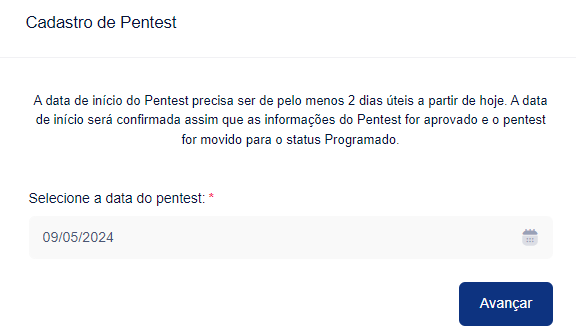 Cadastro de Pentest
A data de início do Pentest precisa ser de pelo menos 2 dias úteis a partir de hoje. A data
de início será confirmada assim que as informações do Pentest for aprovado e o pentest
for movido para o status Programado.
Selecione a data do pentest: *
09/05/2024
Avançar